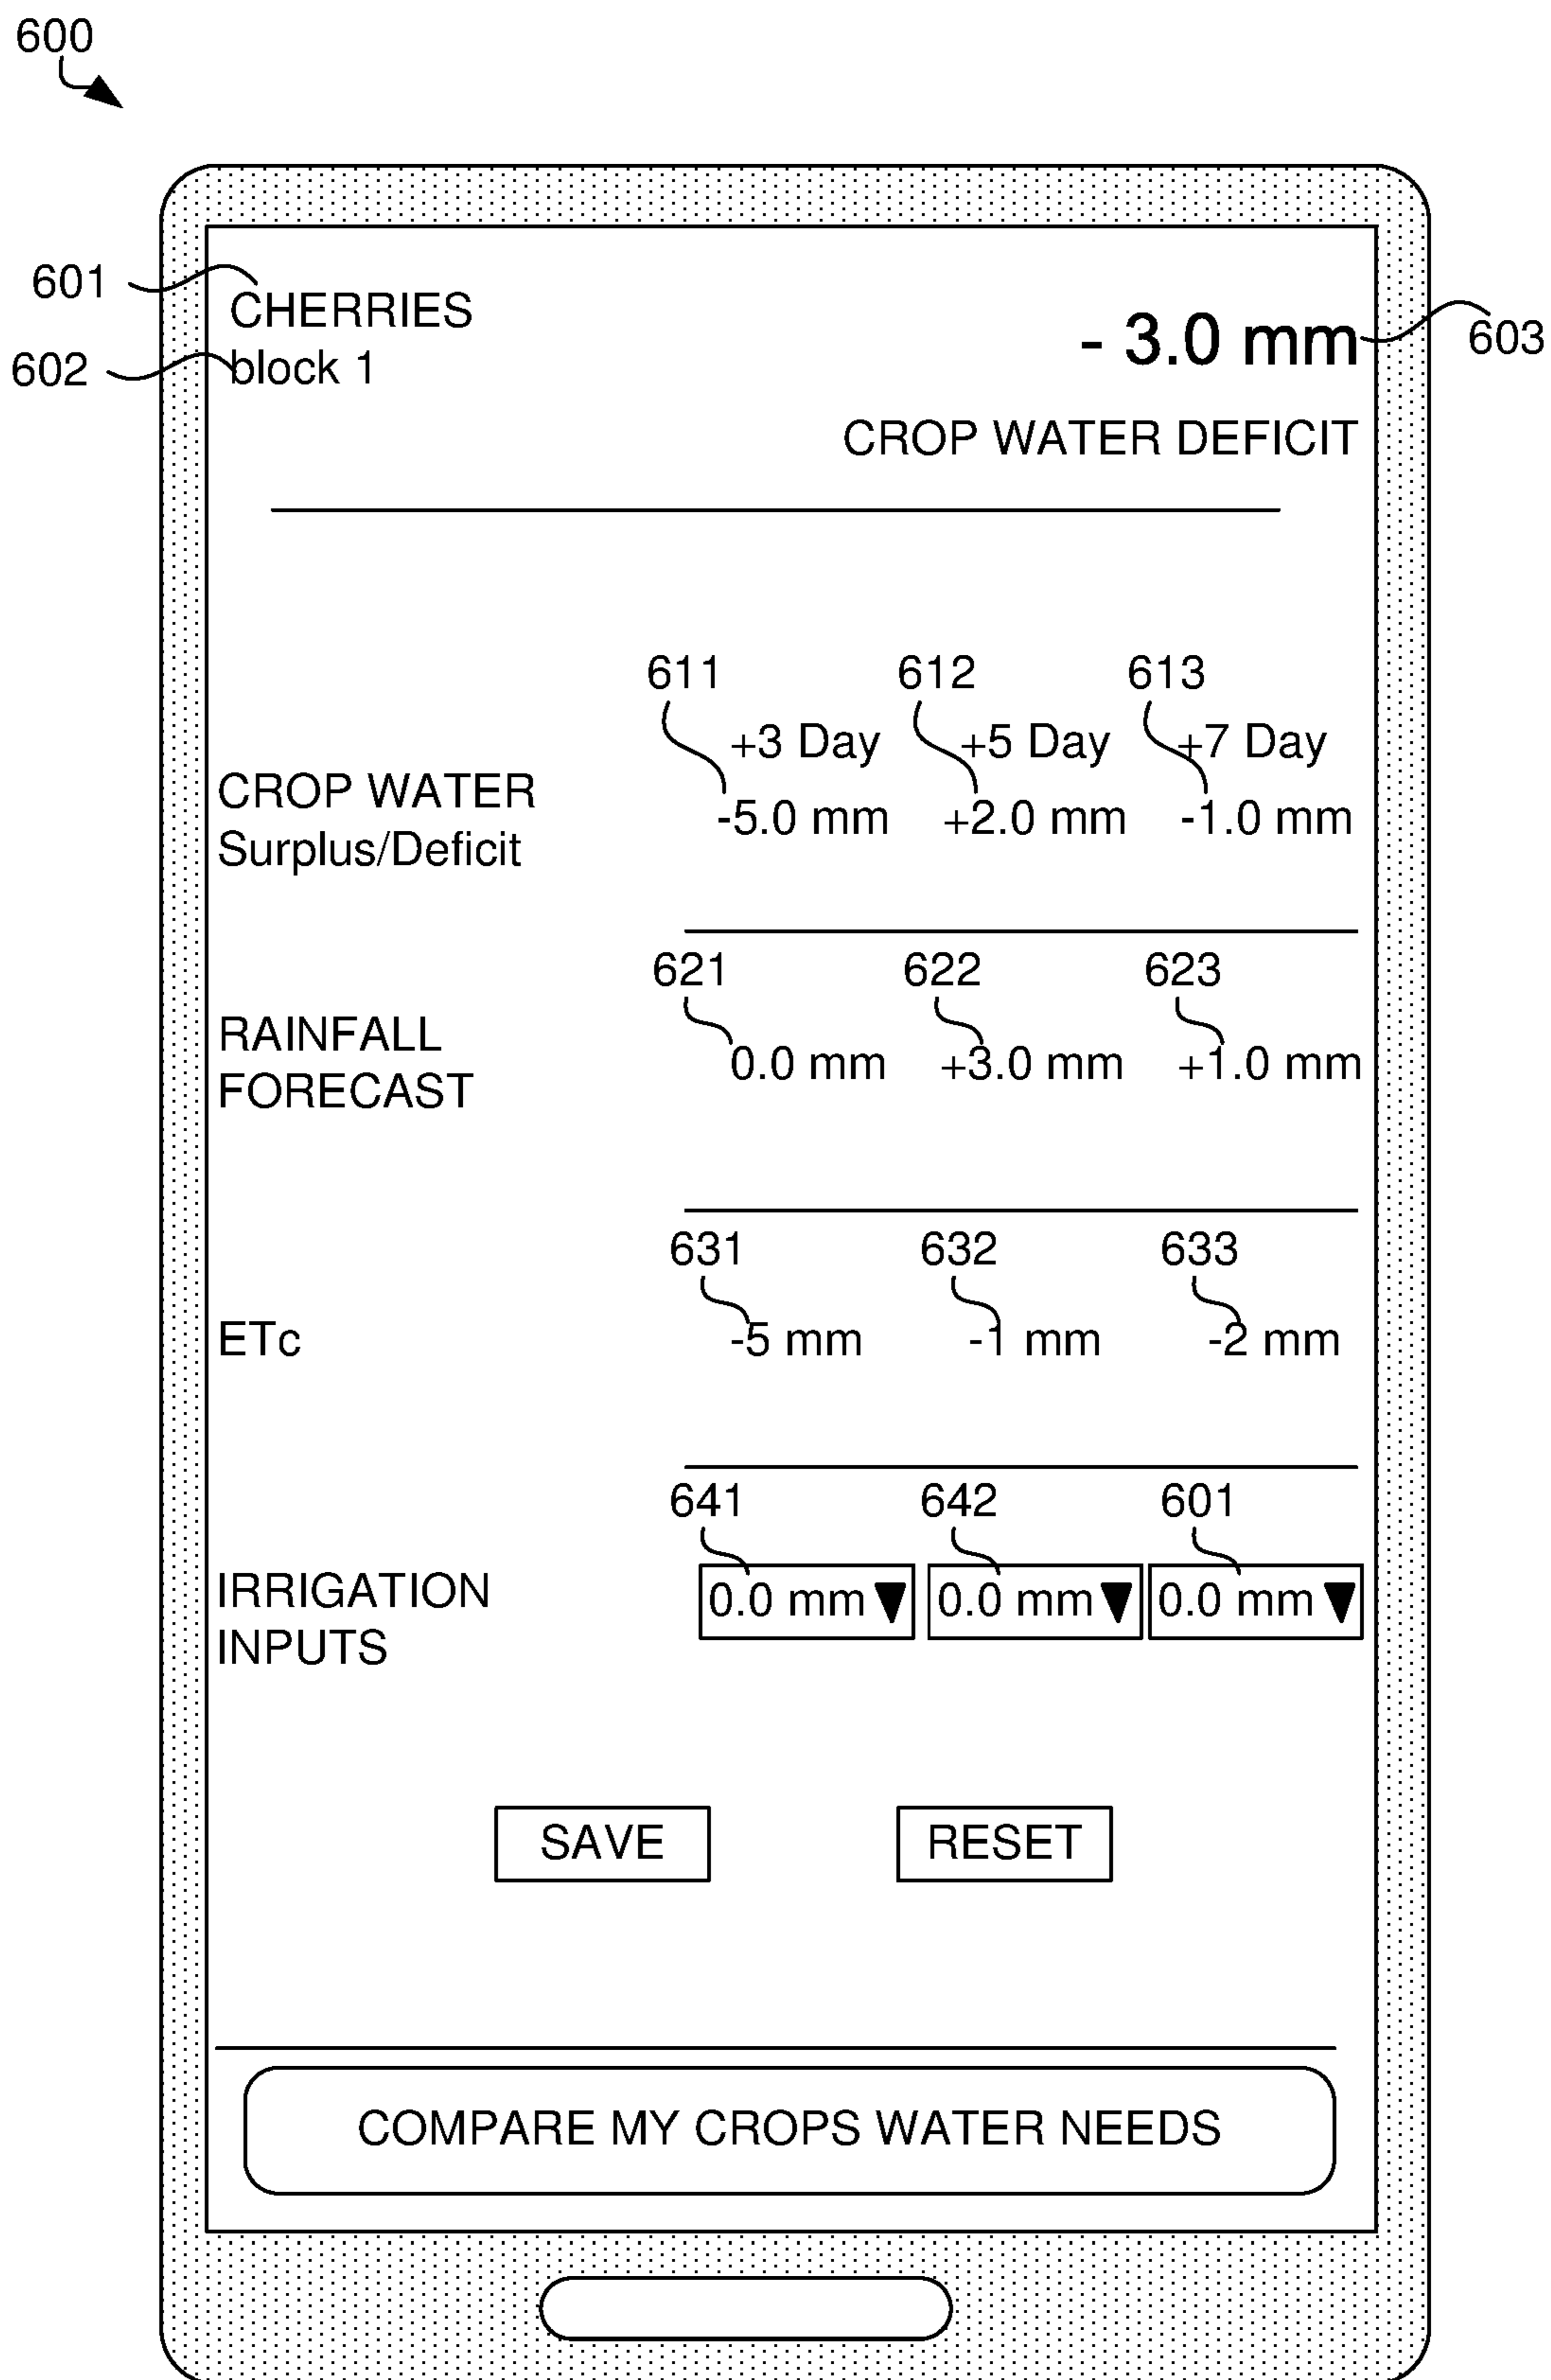 600
601
CHERRIES
602
block 1
- 3.0 mm
603
CROP WATER DEFICIT
611 612 613
+3 Day +5 Day +7 Day
CROP WATER
Surplus/Deficit
-5.0 mm +2.0 mm -1.0 mm
621 622 623
RAINFALL
FORECAST
0.0 mm +3.0 mm +1.0 mm
631 632 633
ETc -5 mm -1 mm -2 mm
641 642 601
IRRIGATION
INPUTS
0.0 mm 0.0 mm 0.0 mm
SAVE RESET
COMPARE MY CROPS WATER NEEDS